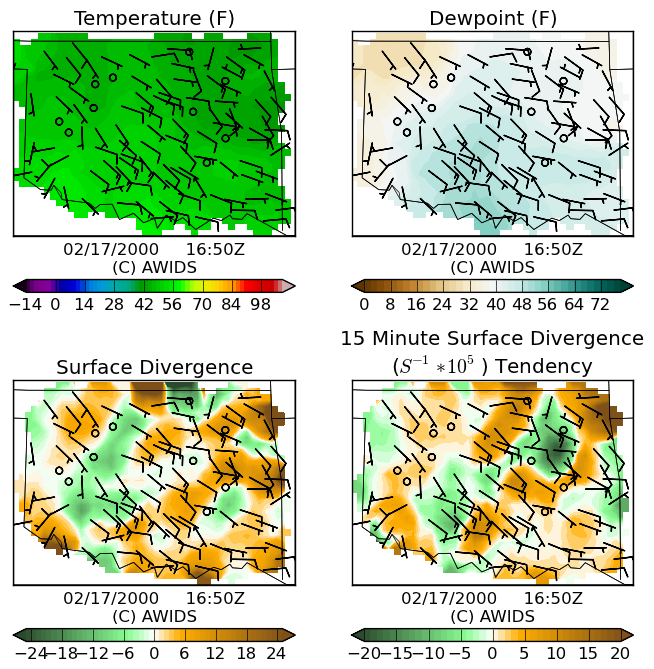 Temperature (F)
Dewpoint (F)
02/17/2000 16:50Z
(C) AWIDS
02/17/2000 16:50Z
(C) AWIDS
−14 0 14 28 42 56 70 84 98
0 8 16 24 32 40 48 56 64 72
Surface Divergence
15 Minute Surface Divergence
(S⁻¹ *10⁵ ) Tendency
02/17/2000 16:50Z
(C) AWIDS
02/17/2000 16:50Z
(C) AWIDS
−24 −18 −12 −6 0 6 12 18 24
−20 −15 −10 −5 0 5 10 15 20